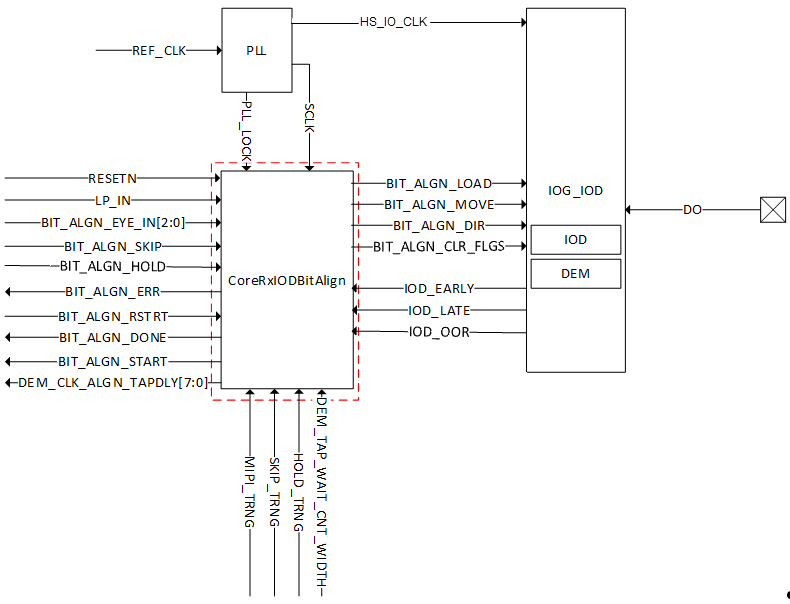 HS_IO_CLK
REF_CLK
PLL
PLL_LOCK
SCLK
RESETN
LP_IN
BIT_ALGN_EYE_IN[2:0]
BIT_ALGN_SKIP
BIT_ALGN_HOLD
BIT_ALGN_ERR
BIT_ALGN_RSTRT
BIT_ALGN_DONE
BIT_ALGN_START
DEM_CLK_ALGN_TAPDLY[7:0]
CoreRxIODBitAlign
BIT_ALGN_LOAD
BIT_ALGN_MOVE
BIT_ALGN_DIR
BIT_ALGN_CLR_FLGS
IOD_EARLY
IOD_LATE
IOD_OOR
IOG_IOD
IOD
DEM
DO
MIPI_TRNG
SKIP_TRNG
HOLD_TRNG
DEM_TAP_WAIT_CNT_WIDTH